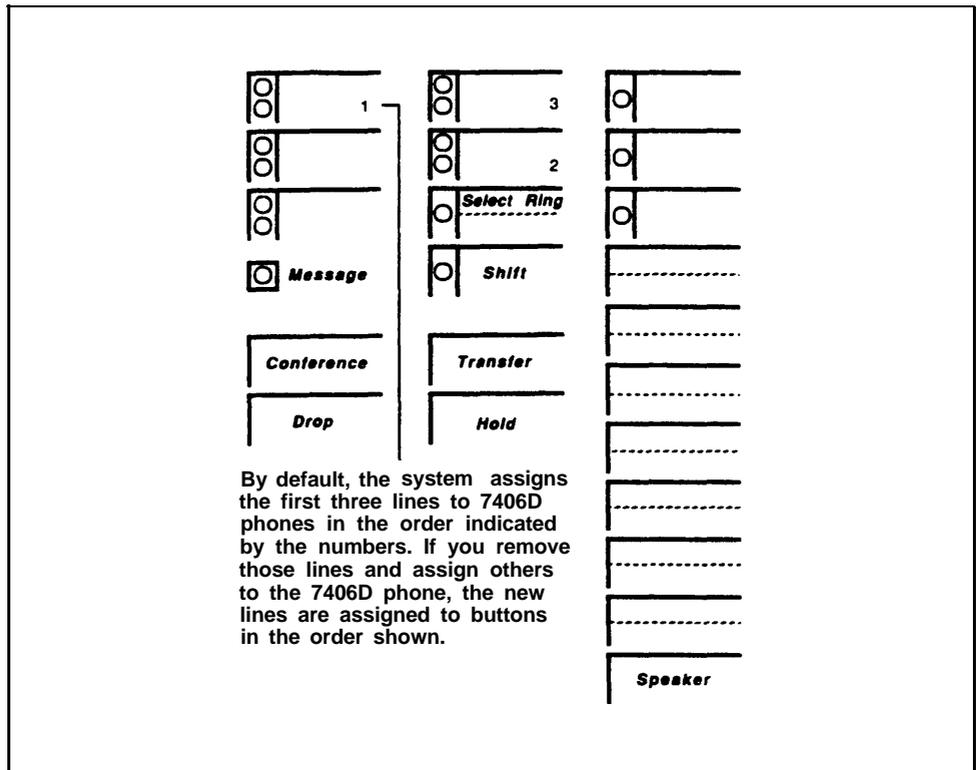 1
3
2
Select Ring
Message
Shift
Conference
Transfer
Drop
Hold
By default, the system assigns
the first three lines to 7406D
phones in the order indicated
by the numbers. If you remove
those lines and assign others
to the 7406D phone, the new
lines are assigned to buttons
in the order shown.
Speaker